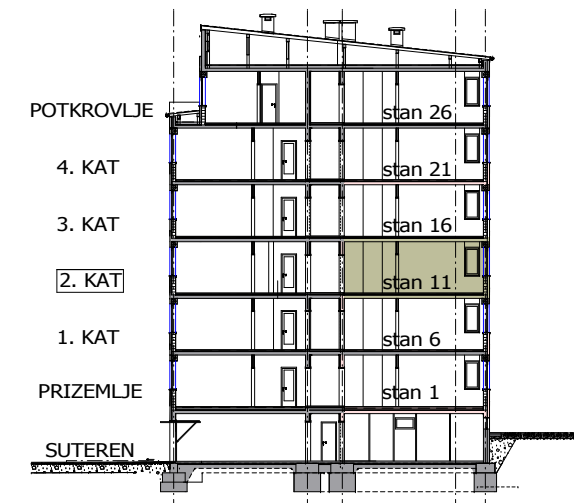 POTKROVLJE stan 26
4. KAT stan 21
3. KAT stan 16
2. KAT stan 11
1. KAT stan 6
PRIZEMLJE stan 1
SUTEREN